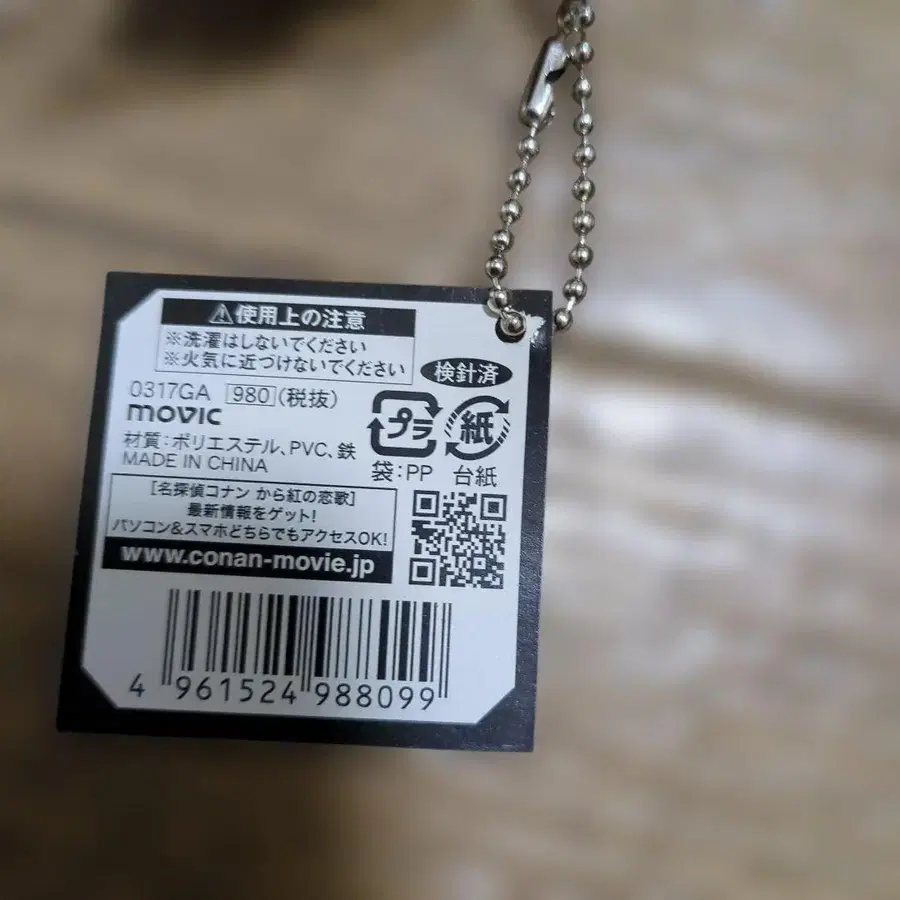 ⚠使用上の注意
※洗濯はしないでください
※火気に近づけないでください
検針済
0317GA 980(税抜)
movic
プラ 紙
材質:ポリエステル、PVC、鉄
袋:PP 台紙
MADE IN CHINA
[名探偵コナン から紅の恋歌]
最新情報をゲット!
パソコン&スマホどちらでもアクセスOK!
www.conan-movie.jp
4 961524 988099